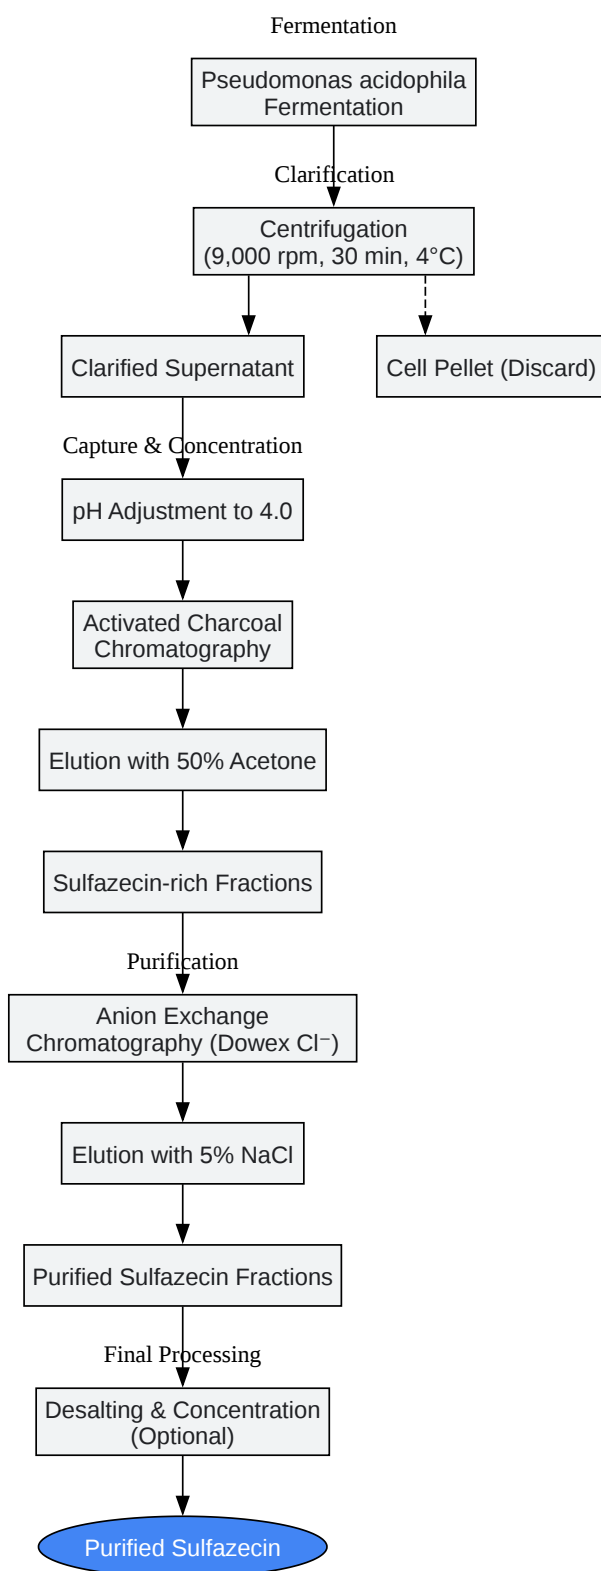 Fermentation
Pseudomonas acidophila
Fermentation
Clarification
Centrifugation
(9,000 rpm, 30 min, 4°C)
Clarified Supernatant
Cell Pellet (Discard)
Capture & Concentration
pH Adjustment to 4.0
Activated Charcoal
Chromatography
Elution with 50% Acetone
Sulfazecin-rich Fractions
Purification
Anion Exchange
Chromatography (Dowex Cl⁻)
Elution with 5% NaCl
Purified Sulfazecin Fractions
Final Processing
Desalting & Concentration
(Optional)
Purified Sulfazecin